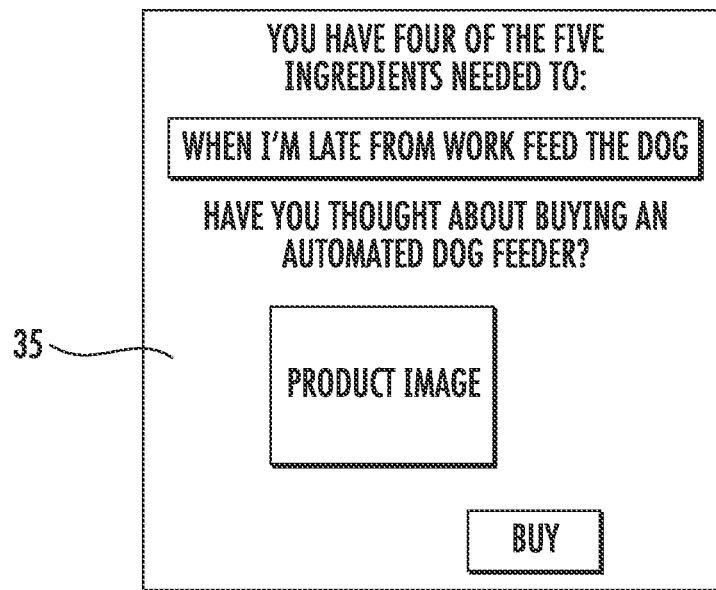 YOU HAVE FOUR OF THE FIVE
INGREDIENTS NEEDED TO:
WHEN I'M LATE FROM WORK FEED THE DOG
HAVE YOU THOUGHT ABOUT BUYING AN
AUTOMATED DOG FEEDER?
35
PRODUCT IMAGE
BUY